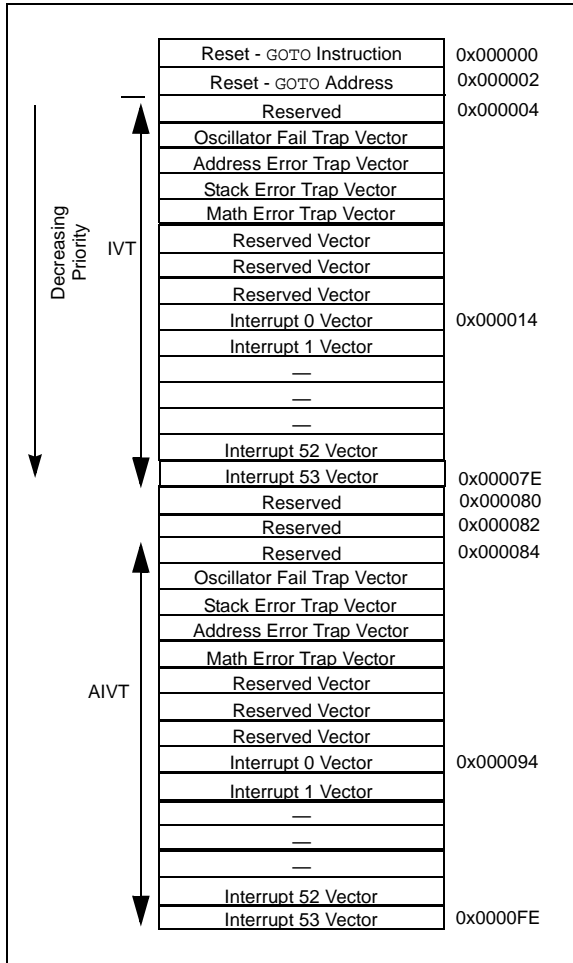 Reset - GOTO Instruction 0x000000
Reset - GOTO Address 0x000002
Reserved 0x000004
Oscillator Fail Trap Vector
Address Error Trap Vector
Stack Error Trap Vector
Math Error Trap Vector
Reserved Vector
Reserved Vector
Reserved Vector
Interrupt 0 Vector 0x000014
Interrupt 1 Vector
—
—
—
Interrupt 52 Vector
Interrupt 53 Vector 0x00007E
Reserved 0x000080
Reserved 0x000082
Reserved 0x000084
Oscillator Fail Trap Vector
Stack Error Trap Vector
Address Error Trap Vector
Math Error Trap Vector
Reserved Vector
Reserved Vector
Reserved Vector
Interrupt 0 Vector 0x000094
Interrupt 1 Vector
—
—
—
Interrupt 52 Vector
Interrupt 53 Vector 0x0000FE
Decreasing
Priority
IVT
AIVT